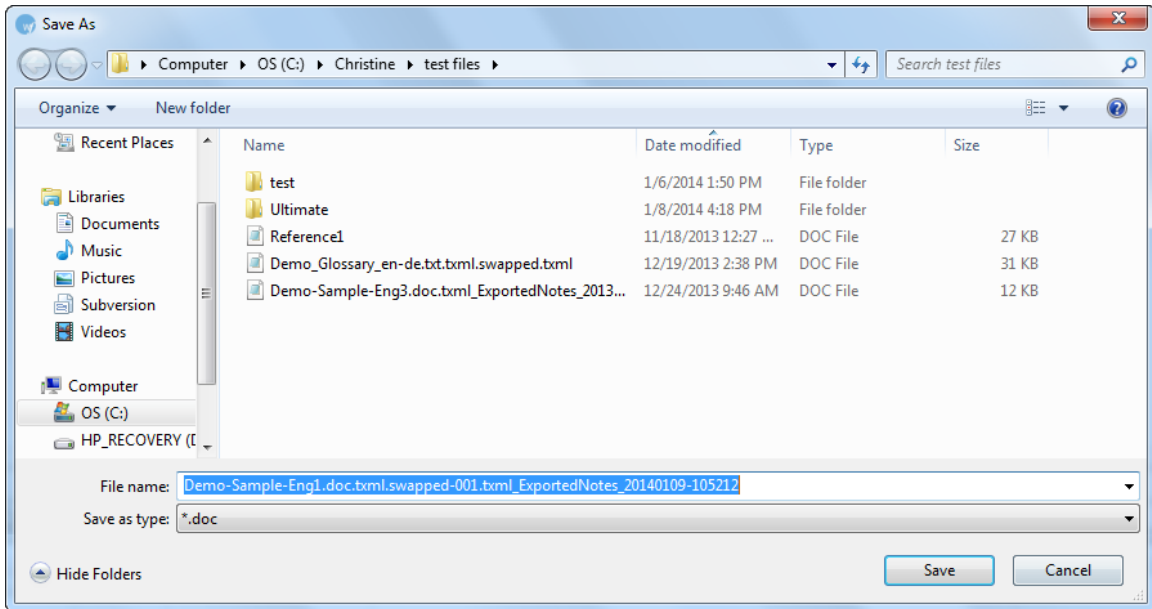 Save As
Computer OS (C:) Christine test files Search test files
Organize New folder
Recent Places
Libraries
Documents
Music
Pictures
Subversion
Videos
Computer
OS (C:)
HP_RECOVERY (D
Name Date modified Type Size
test 1/6/2014 1:50 PM File folder
Ultimate 1/8/2014 4:18 PM File folder
Reference1 11/18/2013 12:27 ... DOC File 27 KB
Demo_Glossary_en-de.txt.txml.swapped.txml 12/19/2013 2:38 PM DOC File 31 KB
Demo-Sample-Eng3.doc.txml_ExportedNotes_2013... 12/24/2013 9:46 AM DOC File 12 KB
File name: Demo-Sample-Eng1.doc.txml.swapped-001.txml_ExportedNotes_20140109-105212
Save as type: *.doc
Hide Folders Save Cancel